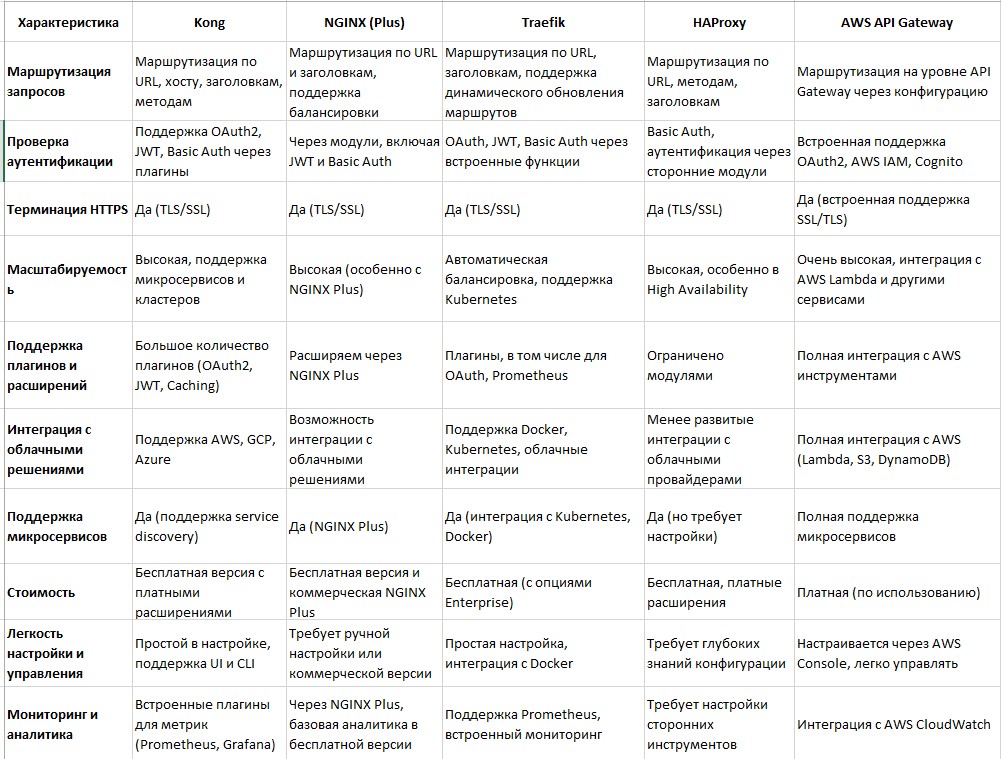 Характеристика
Kong
NGINX (Plus)
Traefik
HAProxy
AWS API Gateway
Маршрутизация
запросов
Маршрутизация по
URL, хосту, заголовкам,
методам
Маршрутизация по URL
и заголовкам,
поддержка
балансировки
Маршрутизация по URL,
заголовкам, поддержка
динамического обновления
маршрутов
Маршрутизация по
URL, методам,
заголовкам
Маршрутизация на уровне API
Gateway через конфигурацию
Проверка
аутентификации
Поддержка OAuth2,
JWT, Basic Auth через
плагины
Через модули, включая
JWT и Basic Auth
OAuth, JWT, Basic Auth через
встроенные функции
Basic Auth,
аутентификация через
сторонние модули
Встроенная поддержка
OAuth2, AWS IAM, Cognito
Терминация HTTPS
Да (TLS/SSL)
Да (TLS/SSL)
Да (TLS/SSL)
Да (TLS/SSL)
Да (встроенная поддержка
SSL/TLS)
Масштабируемост
ь
Высокая, поддержка
микросервисов и
кластеров
Высокая (особенно с
NGINX Plus)
Автоматическая
балансировка, поддержка
Kubernetes
Высокая, особенно в
High Availability
Очень высокая, интеграция с
AWS Lambda и другими
сервисами
Поддержка
плагинов и
расширений
Большое количество
плагинов (OAuth2,
JWT, Caching)
Расширяем через
NGINX Plus
Плагины, в том числе для
OAuth, Prometheus
Ограничено
модулями
Полная интеграция с AWS
инструментами
Интеграция с
облачными
решениями
Поддержка AWS, GCP,
Azure
Возможность
интеграции с
облачными
решениями
Поддержка Docker,
Kubernetes, облачные
интеграции
Менее развитые
интеграции с
облачными
провайдерами
Полная интеграция с AWS
(Lambda, S3, DynamoDB)
Поддержка
микросервисов
Да (поддержка service
discovery)
Да (NGINX Plus)
Да (интеграция с Kubernetes,
Docker)
Да (но требует
настройки)
Полная поддержка
микросервисов
Стоимость
Бесплатная версия с
платными
расширениями
Бесплатная версия и
коммерческая NGINX
Plus
Бесплатная (с опциями
Enterprise)
Бесплатная, платные
расширения
Платная (по использованию)
Легкость
настройки и
управления
Простой в настройке,
поддержка UI и CLI
Требует ручной
настройки или
коммерческой версии
Простая настройка,
интеграция с Docker
Требует глубоких
знаний конфигурации
Настраивается через AWS
Console, легко управлять
Мониторинг и
аналитика
Встроенные плагины
для метрик
(Prometheus, Grafana)
Через NGINX Plus,
базовая аналитика в
бесплатной версии
Поддержка Prometheus,
встроенный мониторинг
Требует настройки
сторонних
инструментов
Интеграция с AWS CloudWatch